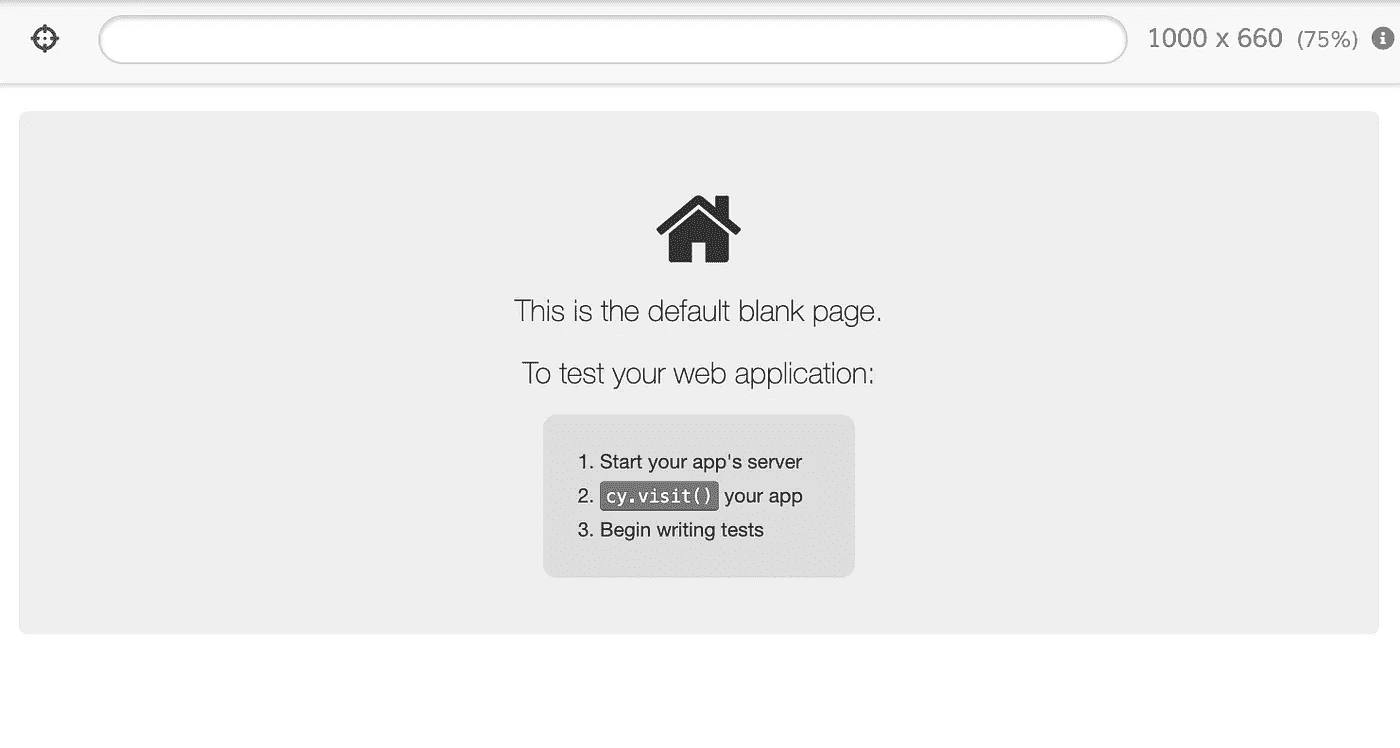 1000 x 660 (75%)
This is the default blank page.
To test your web application:
1. Start your app's server
2. cy.visit() your app
3. Begin writing tests